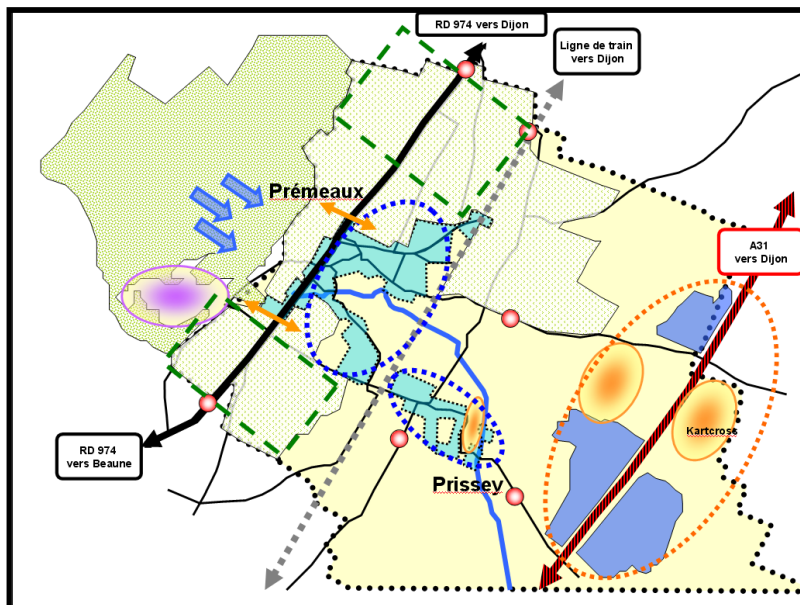 RD 974 vers Dijon
Ligne de train
vers Dijon
Prémeaux
A31
vers Dijon
Kartcross
RD 974
vers Beaune
Prissey